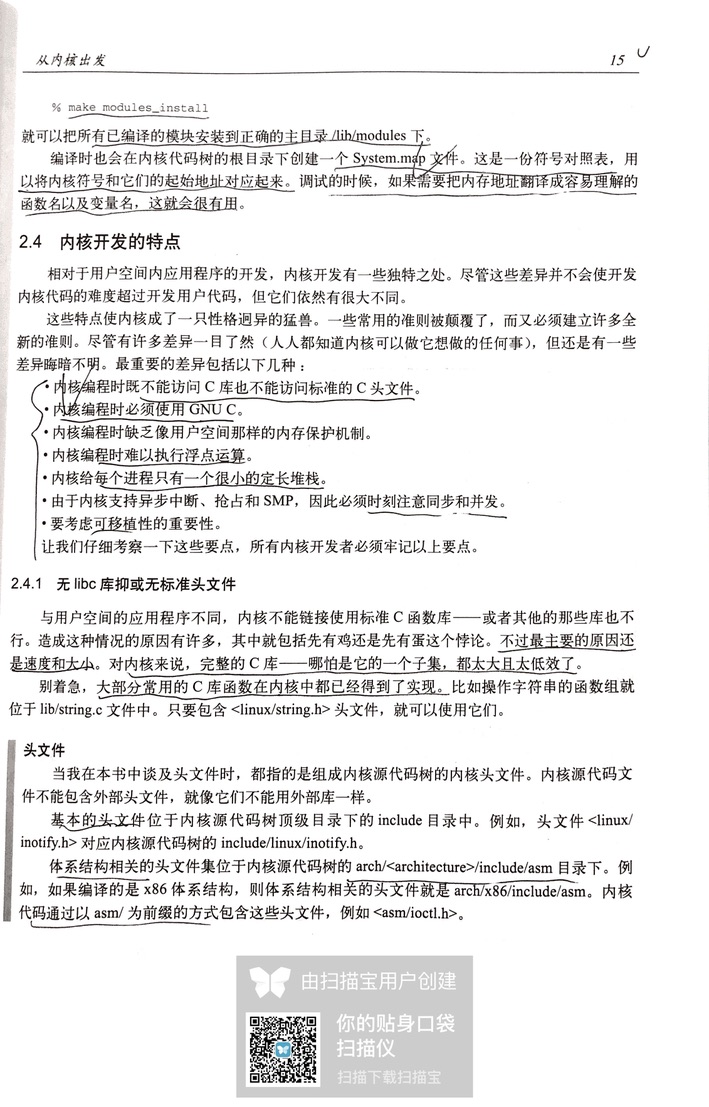 从内核出发 15
% make modules_install
就可以把所有已编译的模块安装到正确的主目录 /lib/modules 下。
编译时也会在内核代码树的根目录下创建一个 System.map 文件。这是一份符号对照表，用
以将内核符号和它们的起始地址对应起来。调试的时候，如果需要把内存地址翻译成容易理解的
函数名以及变量名，这就会很有用。
2.4 内核开发的特点
相对于用户空间内应用程序的开发，内核开发有一些独特之处。尽管这些差异并不会使开发
内核代码的难度超过开发用户代码，但它们依然有很大不同。
这些特点使内核成了一只性格迥异的猛兽。一些常用的准则被颠覆了，而又必须建立许多全
新的准则。尽管有许多差异一目了然（人人都知道内核可以做它想做的任何事），但还是有一些
差异晦暗不明。最重要的差异包括以下几种：
• 内核编程时既不能访问 C 库也不能访问标准的 C 头文件。
• 内核编程时必须使用 GNU C。
• 内核编程时缺乏像用户空间那样的内存保护机制。
• 内核编程时难以执行浮点运算。
• 内核给每个进程只有一个很小的定长堆栈。
• 由于内核支持异步中断、抢占和 SMP，因此必须时刻注意同步和并发。
• 要考虑可移植性的重要性。
让我们仔细考察一下这些要点，所有内核开发者必须牢记以上要点。
2.4.1 无 libc 库抑或无标准头文件
与用户空间的应用程序不同，内核不能链接使用标准 C 函数库——或者其他的那些库也不
行。造成这种情况的原因有许多，其中就包括先有鸡还是先有蛋这个悖论。不过最主要的原因还
是速度和大小。对内核来说，完整的 C 库——哪怕是它的一个子集，都太大且太低效了。
别着急，大部分常用的 C 库函数在内核中都已经得到了实现。比如操作字符串的函数组就
位于 lib/string.c 文件中。只要包含 <linux/string.h> 头文件，就可以使用它们。
头文件
当我在本书中谈及头文件时，都指的是组成内核源代码树的内核头文件。内核源代码文
件不能包含外部头文件，就像它们不能用外部库一样。
基本的头文件位于内核源代码树顶级目录下的 include 目录中。例如，头文件 <linux/
inotify.h> 对应内核源代码树的 include/linux/inotify.h。
体系结构相关的头文件集位于内核源代码树的 arch/<architecture>/include/asm 目录下。例
如，如果编译的是 x86 体系结构，则体系结构相关的头文件就是 arch/x86/include/asm。内核
代码通过以 asm/ 为前缀的方式包含这些头文件，例如 <asm/ioctl.h>。
由扫描宝用户创建
你的贴身口袋
扫描仪
扫描下载扫描宝